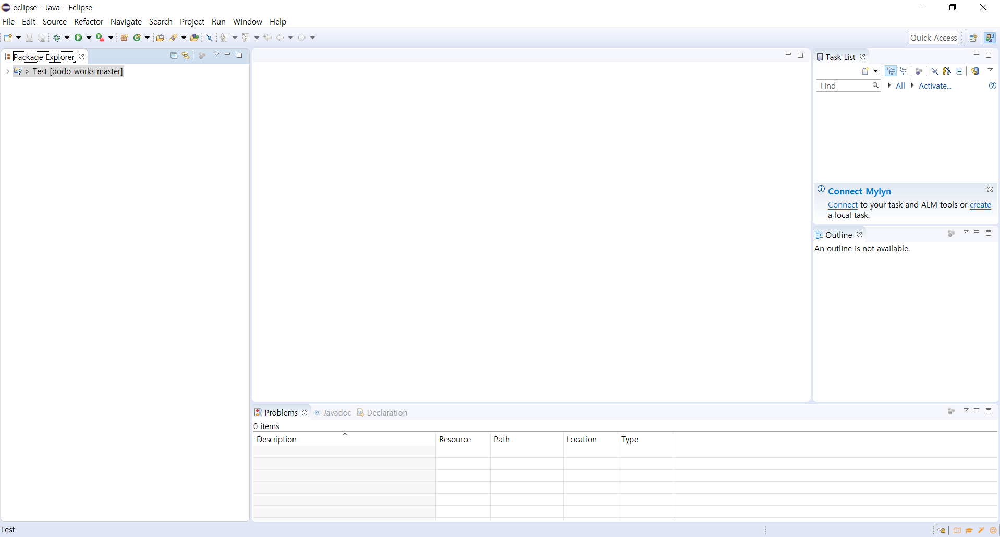 eclipse - Java - Eclipse
File Edit Source Refactor Navigate Search Project Run Window Help
Quick Access
Package Explorer
> Test [dodo_works master]
Task List
Find
All
Activate...
Connect Mylyn
Connect to your task and ALM tools or create
a local task.
Outline
An outline is not available.
Problems @ Javadoc Declaration
0 items
Description Resource Path Location Type
Test